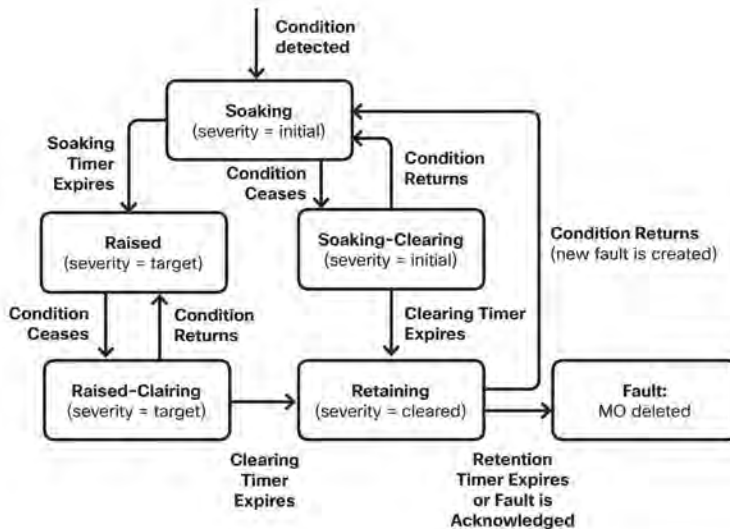 Condition
detected
Soaking
(severity = initial)
Soaking
Timer
Expires
Condition
Ceases
Condition
Returns
Raised
(severity = target)
Soaking-Clearing
(severity = initial)
Condition Returns
(new fault is created)
Condition
Ceases
Condition
Returns
Clearing Timer
Expires
Raised-Clairing
(severity = target)
Retaining
(severity = cleared)
Fault:
MO deleted
Clearing
Timer
Expires
Retention
Timer Expires
or Fault is
Acknowledged